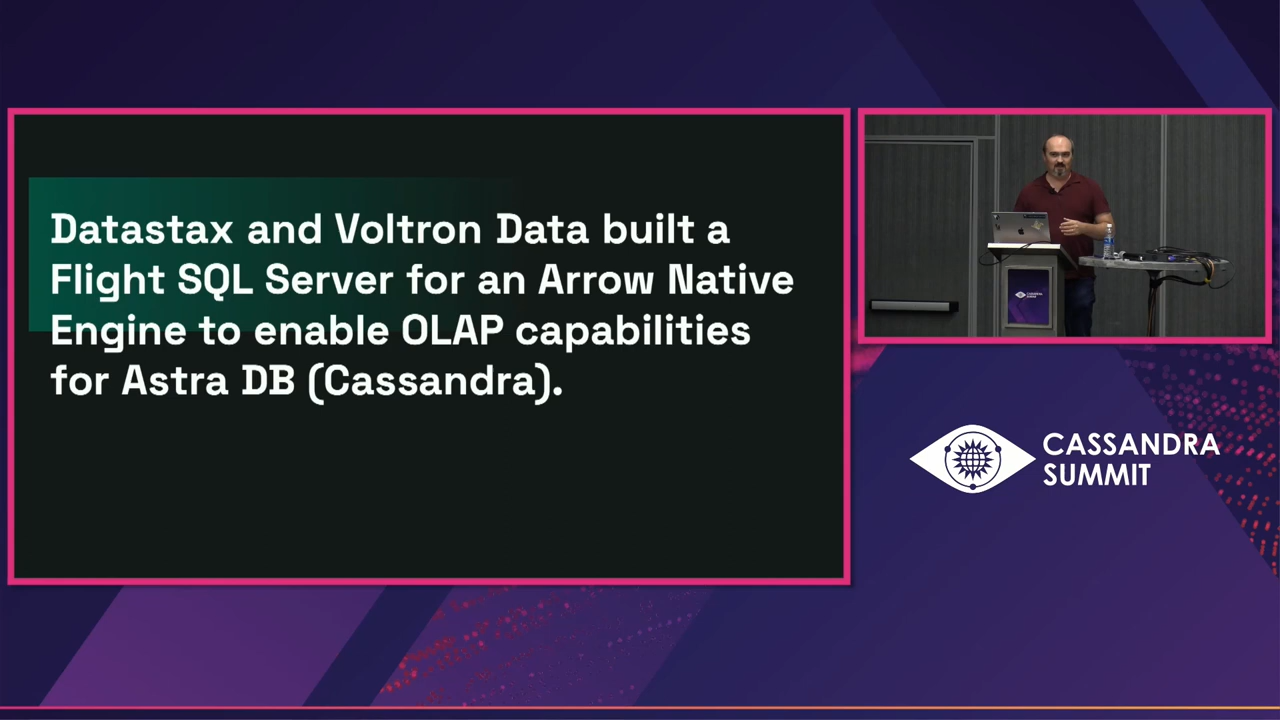 Datastax and Voltron Data built a
Flight SQL Server for an Arrow Native
Engine to enable OLAP capabilities
for Astra DB (Cassandra).
CASSANDRA
SUMMIT